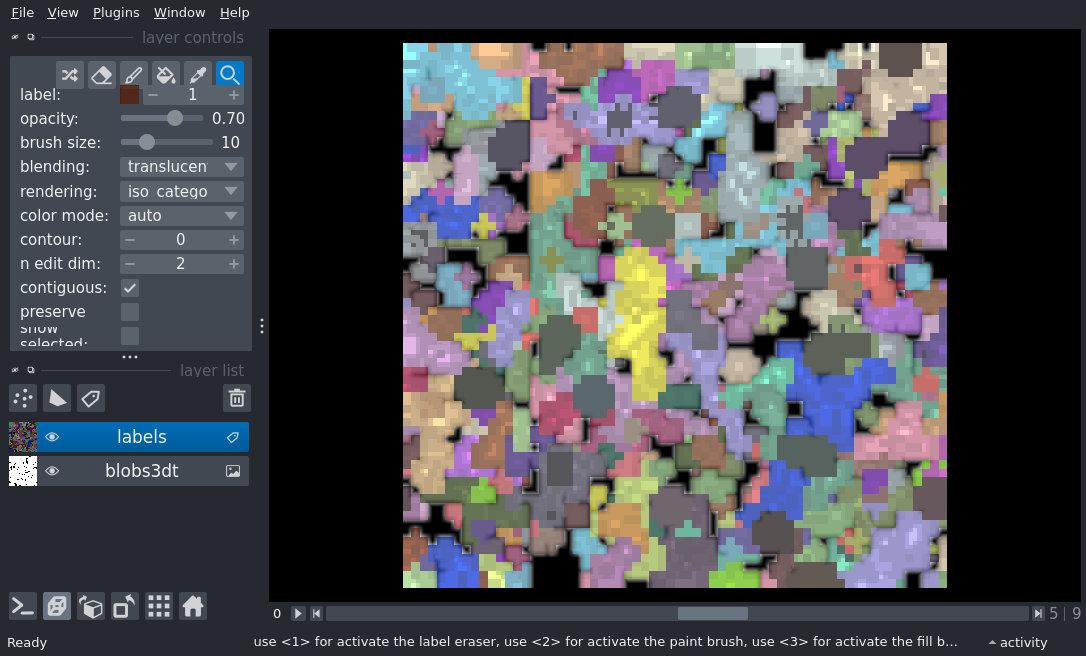 File View Plugins Window Help
layer controls
label: 1
opacity: 0.70
brush size: 10
blending: translucen
rendering: iso_catego
color mode: auto
contour: 0
n edit dim: 2
contiguous:
preserve
show
selected:
layer list
labels
blobs3dt
0 5 | 9
Ready use <1> for activate the label eraser, use <2> for activate the paint brush, use <3> for activate the fill b... activity